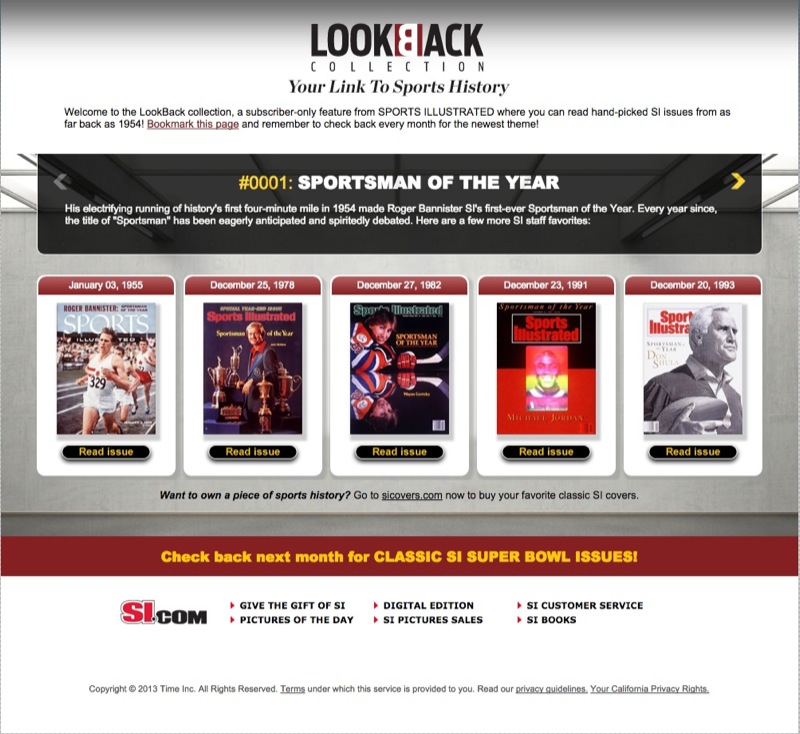 LOOKBACK
COLLECTION
Your Link To Sports History
Welcome to the LookBack collection, a subscriber-only feature from SPORTS ILLUSTRATED where you can read hand-picked SI issues from as
far back as 1954! Bookmark this page and remember to check back every month for the newest theme!
#0001: SPORTSMAN OF THE YEAR
His electrifying running of history's first four-minute mile in 1954 made Roger Bannister SI's first-ever Sportsman of the Year. Every year since,
the title of "Sportsman" has been eagerly anticipated and spiritedly debated. Here are a few more SI staff favorites:
January 03, 1955
ROGER BANNISTER: SPORTSMAN OF THE YEAR
SPORTS
ILLUSTRATED
329
Read issue
December 25, 1978
SPECIAL YEAR-END ISSUE
Sports Illustrated
Sportsman of the Year
Read issue
December 27, 1982
Sports Illustrated
SPORTSMAN
OF THE YEAR
Wayne Gretzky
Read issue
December 23, 1991
Sportsman of the Year
Sports
Illustrated
MICHAEL JORDAN
Read issue
December 20, 1993
Sport
Illustra
SPORTSMAN
OF THE YEAR
DON
SHULA
Read issue
Want to own a piece of sports history? Go to sicovers.com now to buy your favorite classic SI covers.
Check back next month for CLASSIC SI SUPER BOWL ISSUES!
SI.COM
GIVE THE GIFT OF SI
PICTURES OF THE DAY
DIGITAL EDITION
SI PICTURES SALES
SI CUSTOMER SERVICE
SI BOOKS
Copyright © 2013 Time Inc. All Rights Reserved. Terms under which this service is provided to you. Read our privacy guidelines. Your California Privacy Rights.